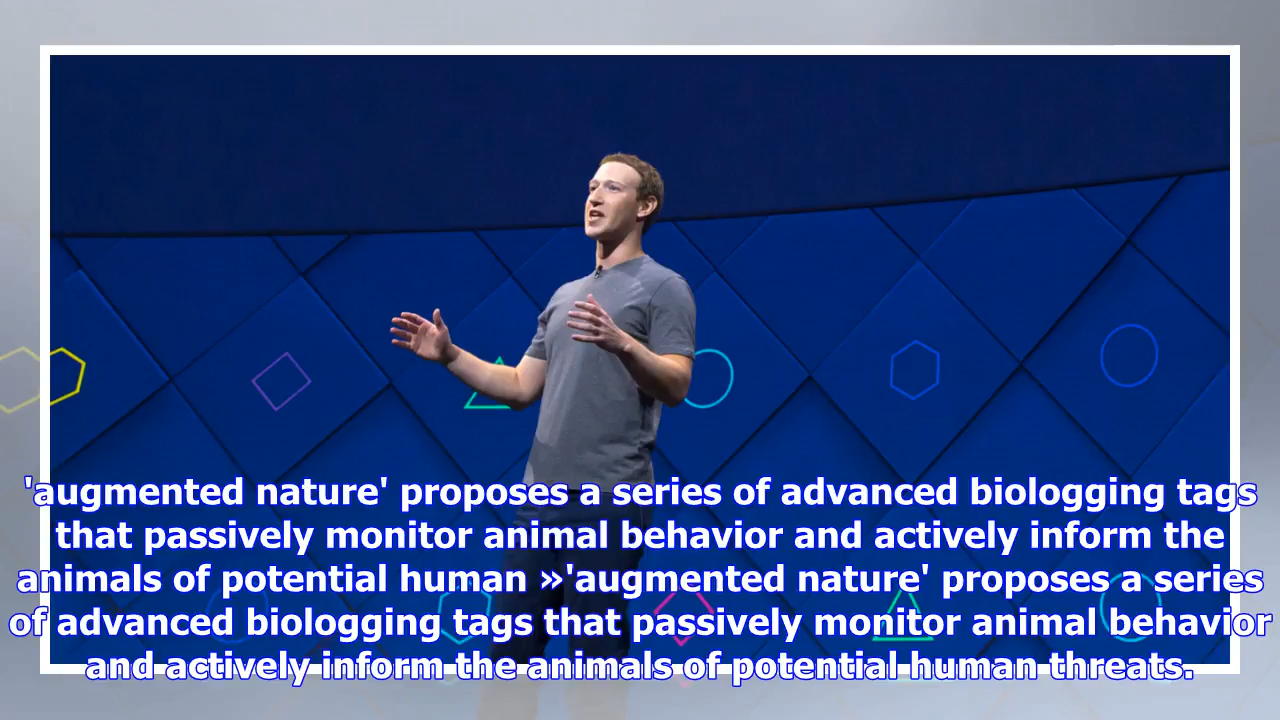 'augmented nature' proposes a series of advanced biologging tags
that passively monitor animal behavior and actively inform the
animals of potential human »'augmented nature' proposes a series
of advanced biologging tags that passively monitor animal behavior
and actively inform the animals of potential human threats.